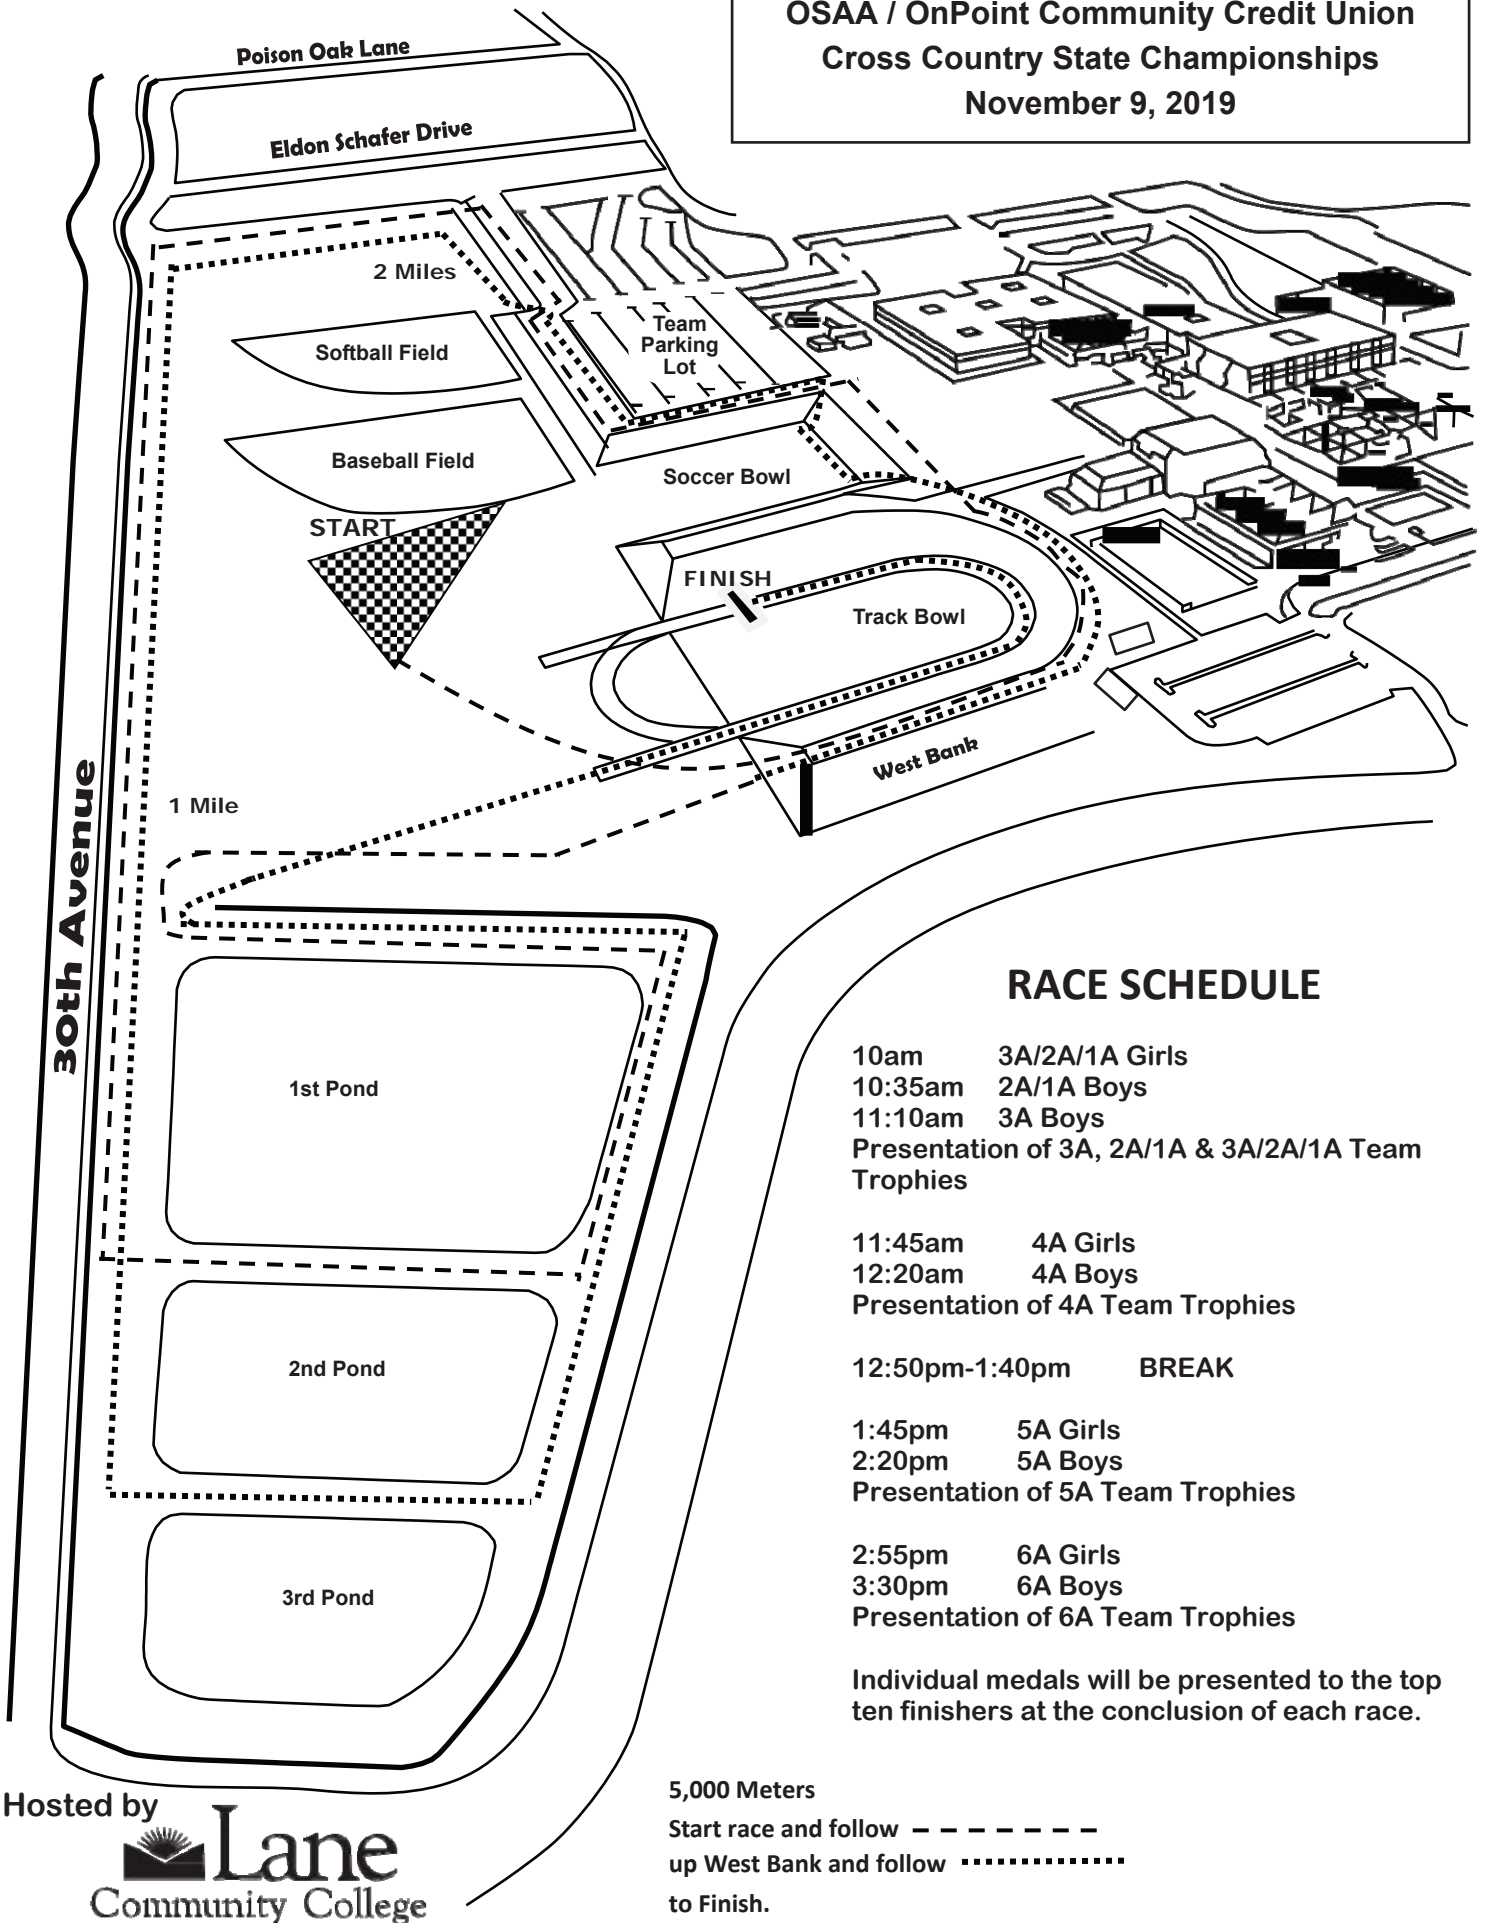 OSAA / OnPoint Community Credit Union
Cross Country State Championships
November 9, 2019
Poison Oak Lane
Eldon Schafer Drive
2 Miles
Team
Parking
Lot
Softball Field
Baseball Field
Soccer Bowl
START
FINISH
Track Bowl
West Bank
30th Avenue
1 Mile
1st Pond
2nd Pond
3rd Pond
RACE SCHEDULE
10am 3A/2A/1A Girls
10:35am 2A/1A Boys
11:10am 3A Boys
Presentation of 3A, 2A/1A & 3A/2A/1A Team
Trophies
11:45am 4A Girls
12:20am 4A Boys
Presentation of 4A Team Trophies
12:50pm-1:40pm BREAK
1:45pm 5A Girls
2:20pm 5A Boys
Presentation of 5A Team Trophies
2:55pm 6A Girls
3:30pm 6A Boys
Presentation of 6A Team Trophies
Individual medals will be presented to the top
ten finishers at the conclusion of each race.
Hosted by
Lane
Community College
5,000 Meters
Start race and follow
up West Bank and follow
to Finish.